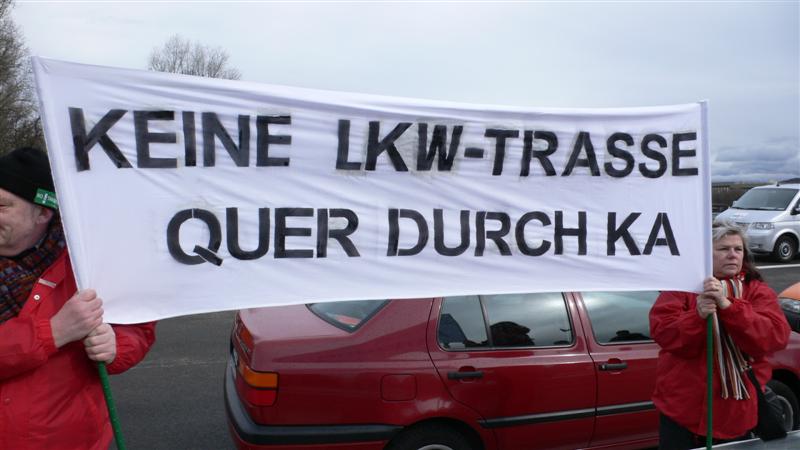 KEINE LKW-TRASSE
QUER DURCH KA